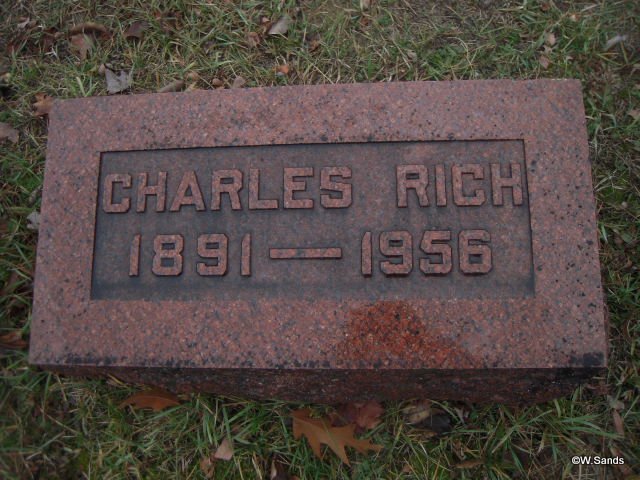 CHARLES RICH
1891 — 1956
©W.Sands